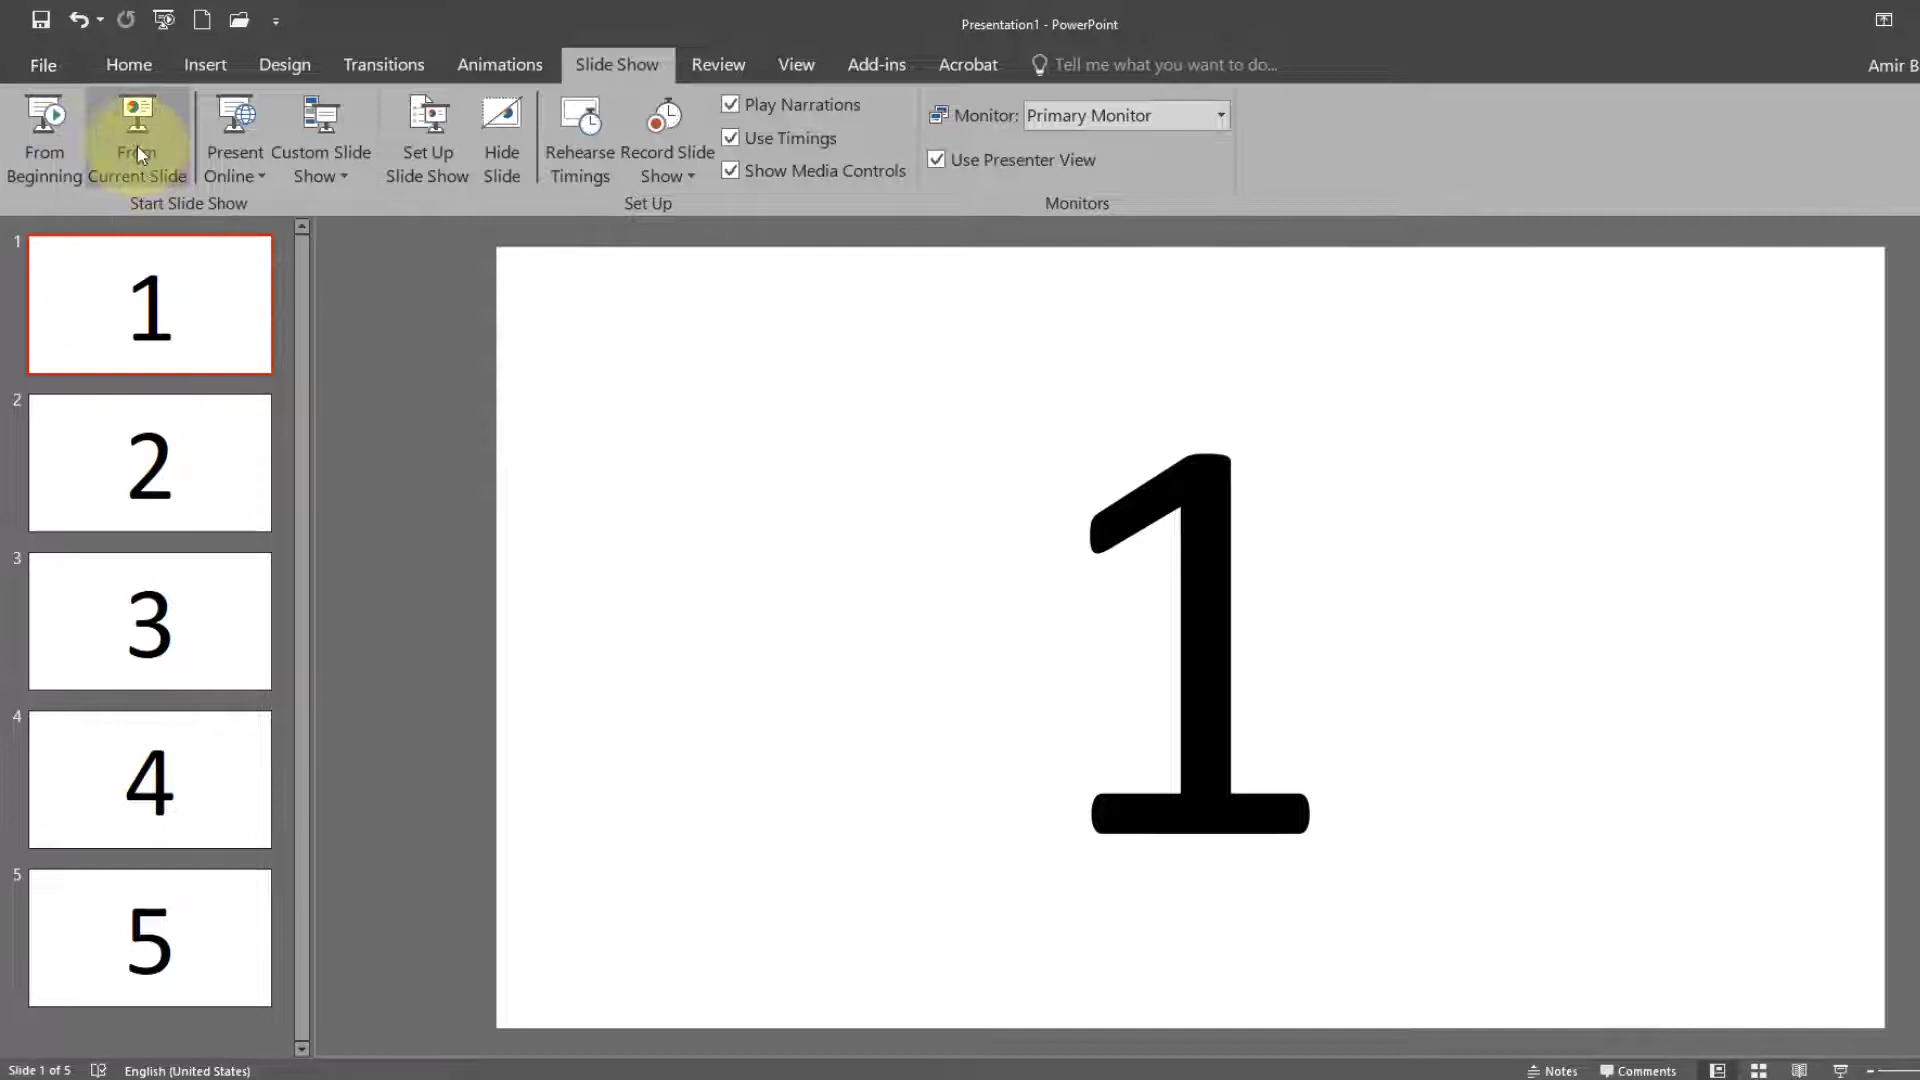 Presentation1 - PowerPoint
File Home Insert Design Transitions Animations Slide Show Review View Add-ins Acrobat Tell me what you want to do... Amir B
From Beginning
From Current Slide
Present Online
Custom Slide Show
Set Up Slide Show
Hide Slide
Rehearse Timings
Record Slide Show
Play Narrations
Use Timings
Show Media Controls
Monitor: Primary Monitor
Use Presenter View
Start Slide Show Set Up Monitors
1
1
2
2
3
3
4
4
5
5
1
Slide 1 of 5 English (United States) Notes Comments